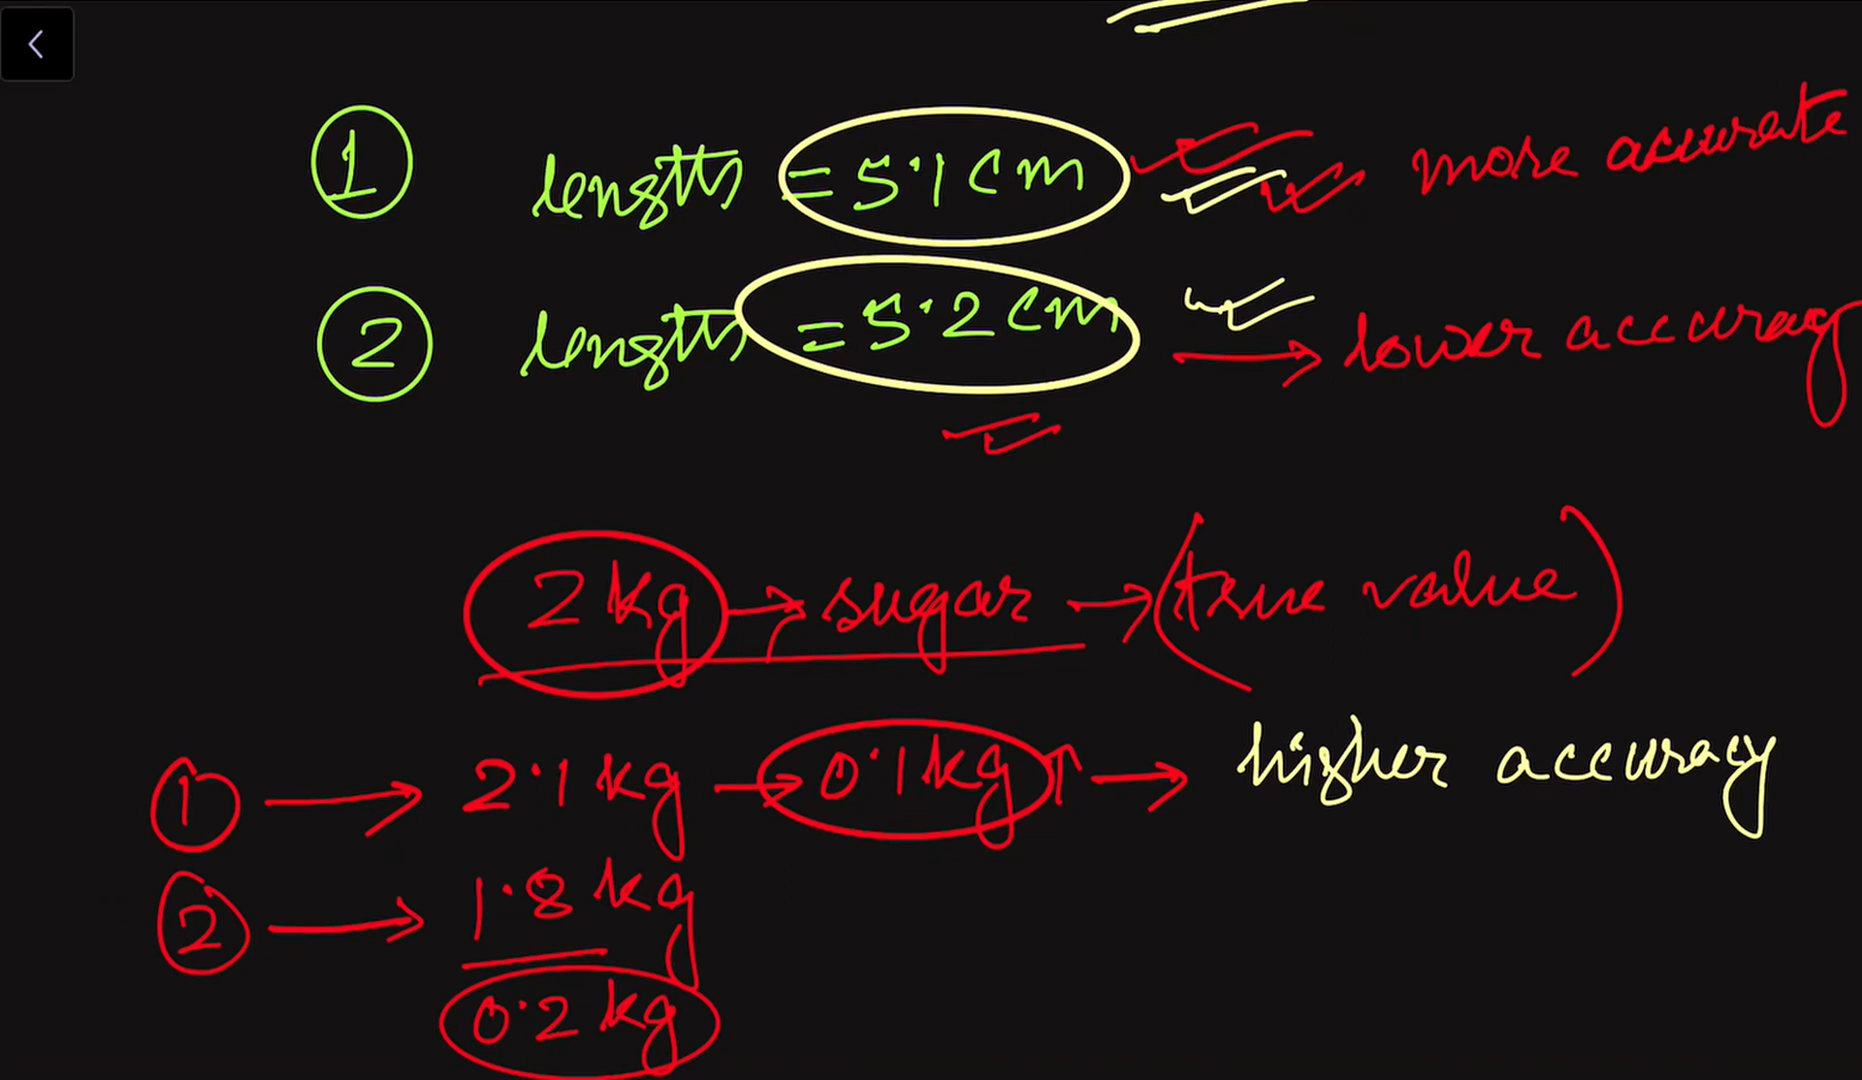 1 length = 5.1 cm more accurate
2 length = 5.2 cm → lower accuracy
2 kg → sugar → (true value)
1 → 2.1 kg → 0.1 kg ↑ → higher accuracy
2 → 1.8 kg
0.2 kg